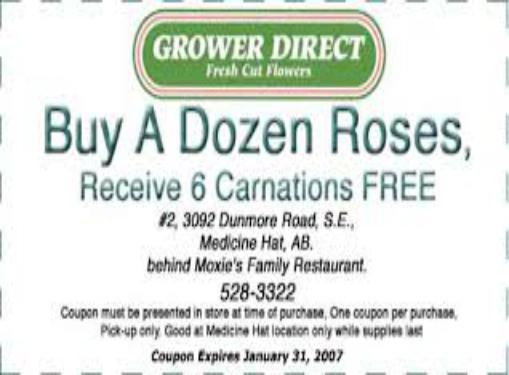 GROWER DIRECT
Fresh Cut Flowers
Buy A Dozen Roses,
Receive 6 Carnations FREE
#2, 3092 Dunmore Road, S.E.,
Medicine Hat, AB.
behind Moxie's Family Restaurant.
528-3322
Coupon must be presented in store at time of purchase, One coupon per purchase,
Pick-up only. Good at Medicine Hat location only while supplies last
Coupon Expires January 31, 2007